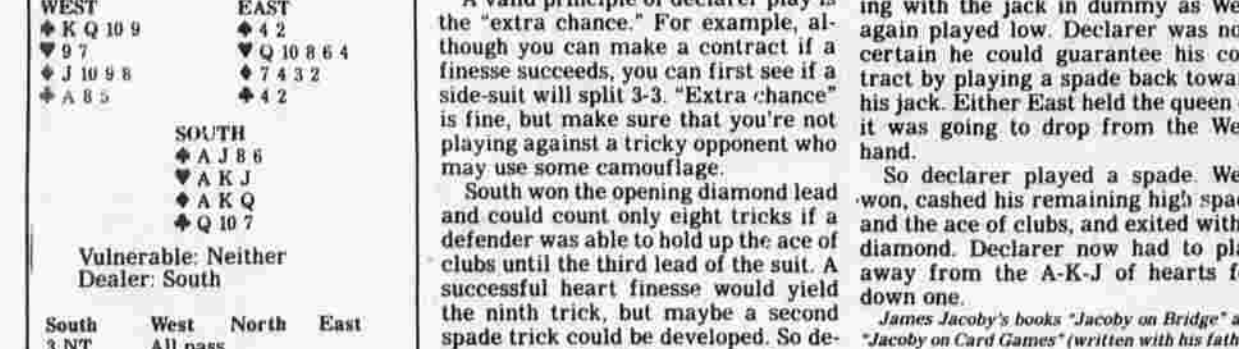 WEST EAST
♠ K Q 10 9 ♠ 4 2
♥ 9 7 ♥ Q 10 8 6 4
♦ J 10 9 8 ♦ 7 4 3 2
♣ A 8 5 ♣ 4 2
SOUTH
♠ A J 8 6
♥ A K J
♦ A K Q
♣ Q 10 7
Vulnerable: Neither
Dealer: South
South West North East
3 NT All pass
A valid principle of declarer play is
the "extra chance." For example, al-
though you can make a contract if a
finesse succeeds, you can first see if a
side-suit will split 3-3. "Extra chance"
is fine, but make sure that you're not
playing against a tricky opponent who
may use some camouflage.
South won the opening diamond lead
and could count only eight tricks if a
defender was able to hold up the ace of
clubs until the third lead of the suit. A
successful heart finesse would yield
the ninth trick, but maybe a second
spade trick could be developed. So de-
ing with the jack in dummy as We
again played low. Declarer was no
certain he could guarantee his co
tract by playing a spade back towa
his jack. Either East held the queen
it was going to drop from the We
hand.
So declarer played a spade. We
won, cashed his remaining high spa
and the ace of clubs, and exited with
diamond. Declarer now had to pla
away from the A-K-J of hearts f
down one.
James Jacoby's books "Jacoby on Bridge" a
"Jacoby on Card Games" (written with his fath